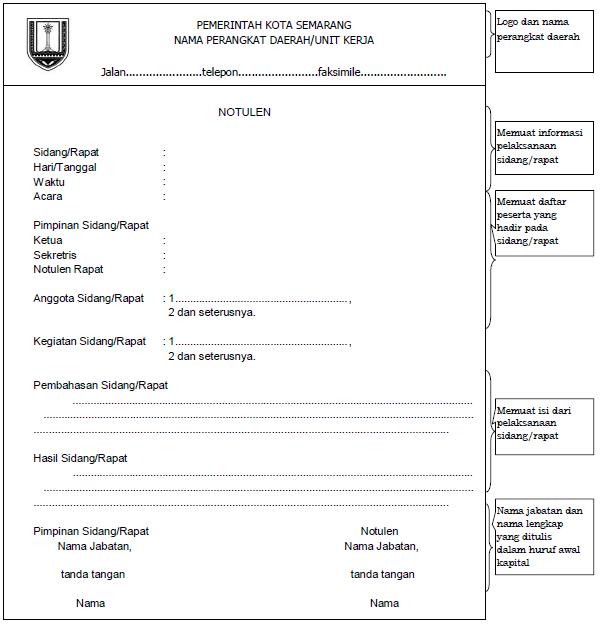 PEMERINTAH KOTA SEMARANG
NAMA PERANGKAT DAERAH/UNIT KERJA
Jalan.......................telepon........................faksimile..........................
Logo dan nama
perangkat daerah
NOTULEN
Sidang/Rapat :
Hari/Tanggal :
Waktu :
Acara :
Memuat informasi
pelaksanaan
sidang/rapat
Pimpinan Sidang/Rapat
Ketua :
Sekretris :
Notulen Rapat :
Anggota Sidang/Rapat : 1.......................................................... ,
2 dan seterusnya.
Memuat daftar
peserta yang
hadir pada
sidang/rapat
Kegiatan Sidang/Rapat : 1.......................................................... ,
2 dan seterusnya.
Pembahasan Sidang/Rapat
.......................................................................................................................................
.................................................................................................................................................
............................................................................................................................................
Hasil Sidang/Rapat
.......................................................................................................................................
.................................................................................................................................................
............................................................................................................................................
Memuat isi dari
pelaksanaan
sidang/rapat
Pimpinan Sidang/Rapat Notulen
Nama Jabatan, Nama Jabatan,
tanda tangan tanda tangan
Nama Nama
Nama jabatan dan
nama lengkap
yang ditulis
dalam huruf awal
kapital